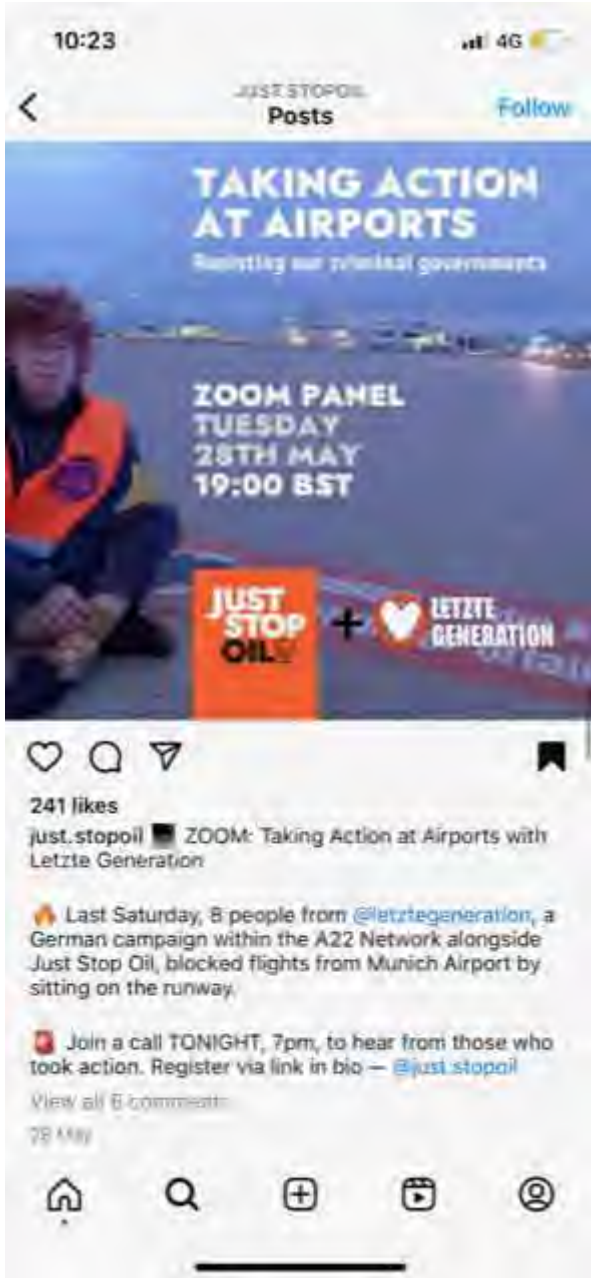 10:23
4G
JUST STOPOIL
Posts
Follow
TAKING ACTION
AT AIRPORTS
Resisting our criminal governments
ZOOM PANEL
TUESDAY
28TH MAY
19:00 BST
JUST
STOP
OIL
+
LETZTE
GENERATION
241 likes
just.stopoil ZOOM: Taking Action at Airports with
Letzte Generation
🔥 Last Saturday, 8 people from @letztegeneration, a
German campaign within the A22 Network alongside
Just Stop Oil, blocked flights from Munich Airport by
sitting on the runway.
🚨 Join a call TONIGHT, 7pm, to hear from those who
took action. Register via link in bio — @just.stopoil
View all 6 comments
28 May